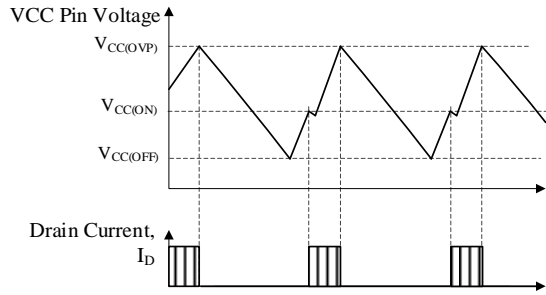 VCC Pin Voltage
VCC(OVP)
VCC(ON)
VCC(OFF)
Drain Current,
ID